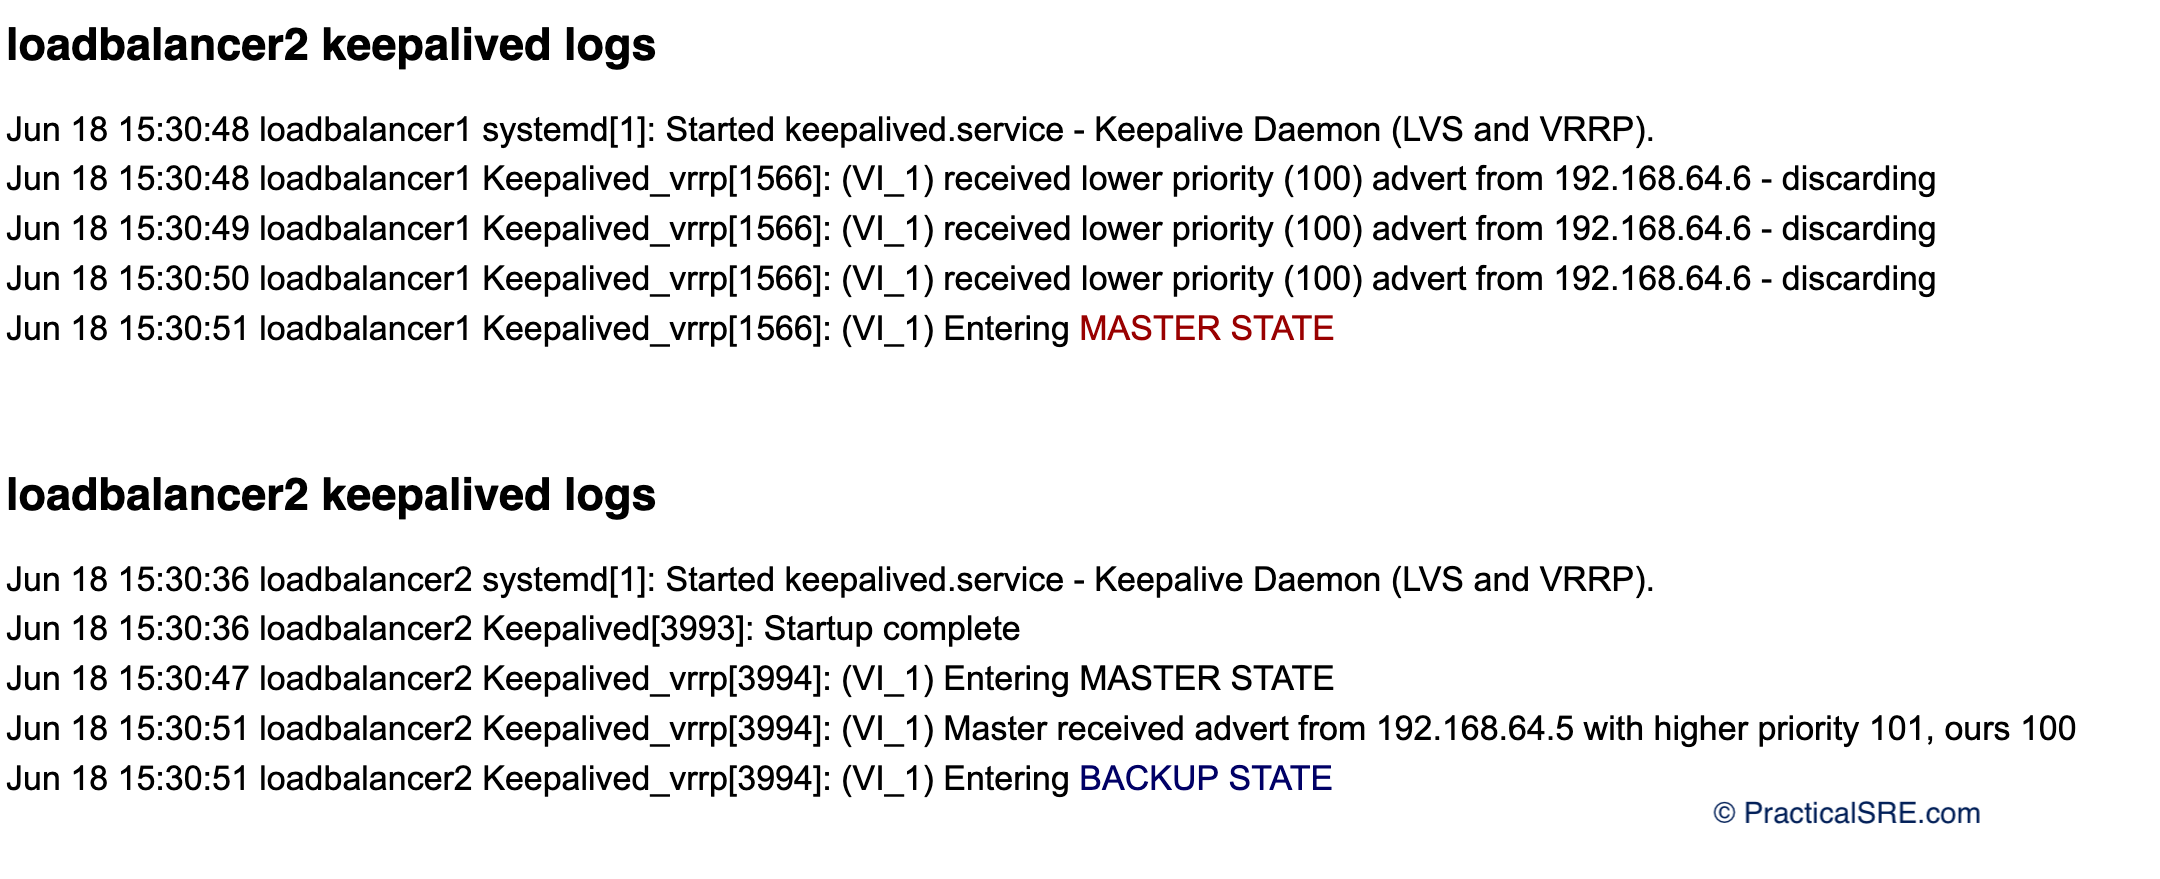 loadbalancer2 keepalived logs
Jun 18 15:30:48 loadbalancer1 systemd[1]: Started keepalived.service - Keepalive Daemon (LVS and VRRP).
Jun 18 15:30:48 loadbalancer1 Keepalived_vrrp[1566]: (VI_1) received lower priority (100) advert from 192.168.64.6 - discarding
Jun 18 15:30:49 loadbalancer1 Keepalived_vrrp[1566]: (VI_1) received lower priority (100) advert from 192.168.64.6 - discarding
Jun 18 15:30:50 loadbalancer1 Keepalived_vrrp[1566]: (VI_1) received lower priority (100) advert from 192.168.64.6 - discarding
Jun 18 15:30:51 loadbalancer1 Keepalived_vrrp[1566]: (VI_1) Entering MASTER STATE
loadbalancer2 keepalived logs
Jun 18 15:30:36 loadbalancer2 systemd[1]: Started keepalived.service - Keepalive Daemon (LVS and VRRP).
Jun 18 15:30:36 loadbalancer2 Keepalived[3993]: Startup complete
Jun 18 15:30:47 loadbalancer2 Keepalived_vrrp[3994]: (VI_1) Entering MASTER STATE
Jun 18 15:30:51 loadbalancer2 Keepalived_vrrp[3994]: (VI_1) Master received advert from 192.168.64.5 with higher priority 101, ours 100
Jun 18 15:30:51 loadbalancer2 Keepalived_vrrp[3994]: (VI_1) Entering BACKUP STATE
© PracticalSRE.com